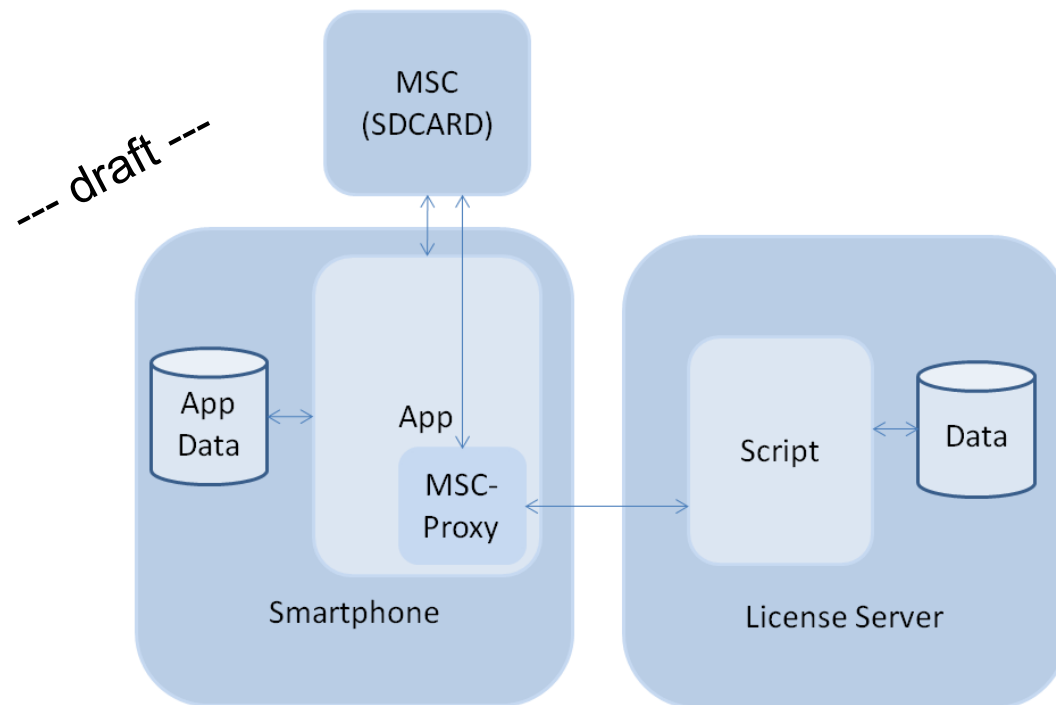 MSC
(SDCARD)
--- draft ---
App
Data
App
MSC-
Proxy
Smartphone
Script
Data
License Server